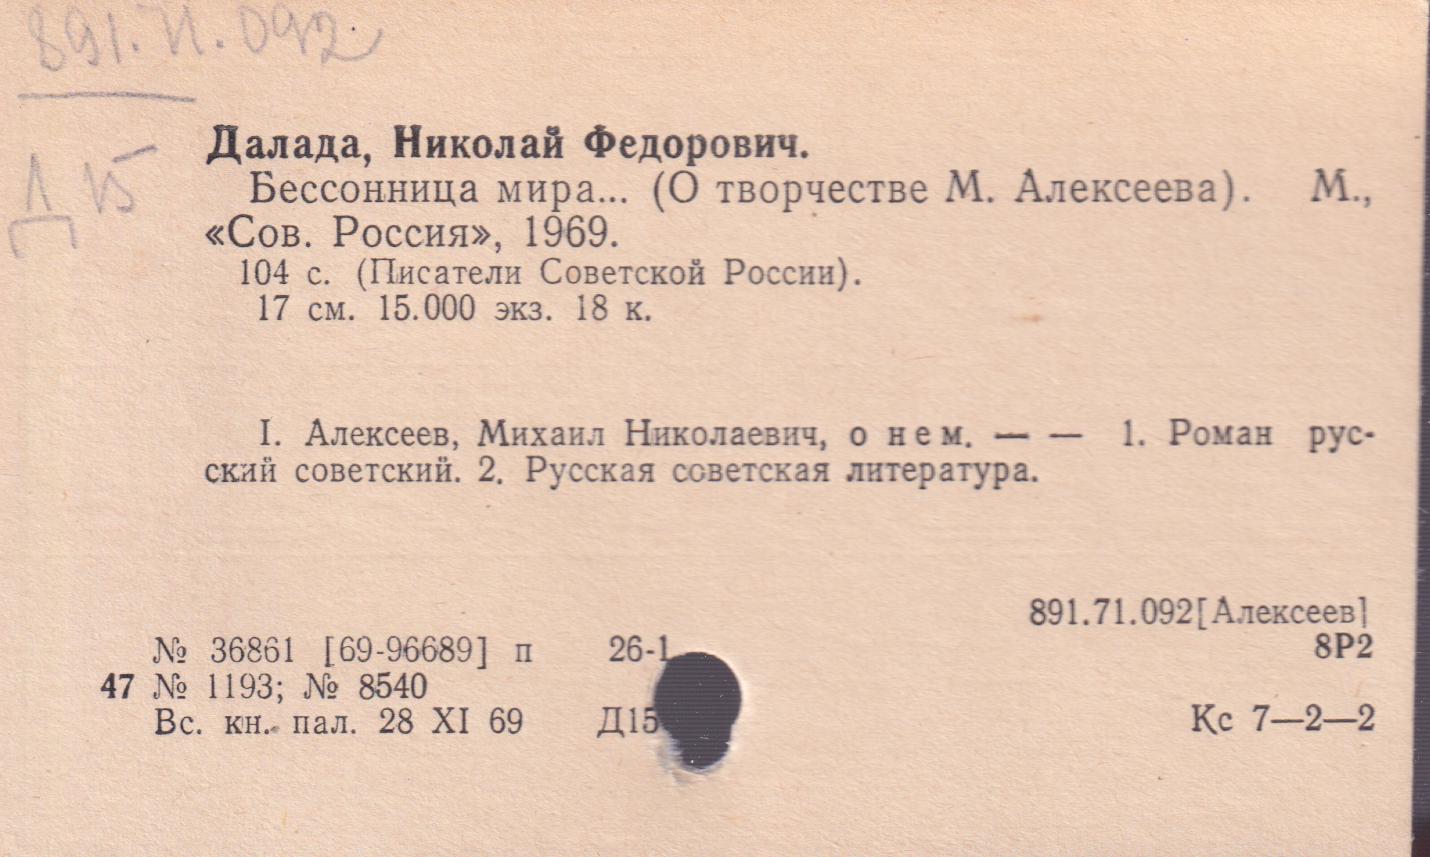 891.71.092
Д 15
Далада, Николай Федорович.
Бессонница мира... (О творчестве М. Алексеева). М.,
«Сов. Россия», 1969.
104 с. (Писатели Советской России).
17 см. 15.000 экз. 18 к.
I. Алексеев, Михаил Николаевич, о нем. — — 1. Роман рус-
ский советский. 2. Русская советская литература.
891.71.092[Алексеев]
8Р2
№ 36861 [69-96689] п 26-1
47 № 1193; № 8540
Вс. кн. пал. 28 XI 69 Д15 Кс 7—2—2